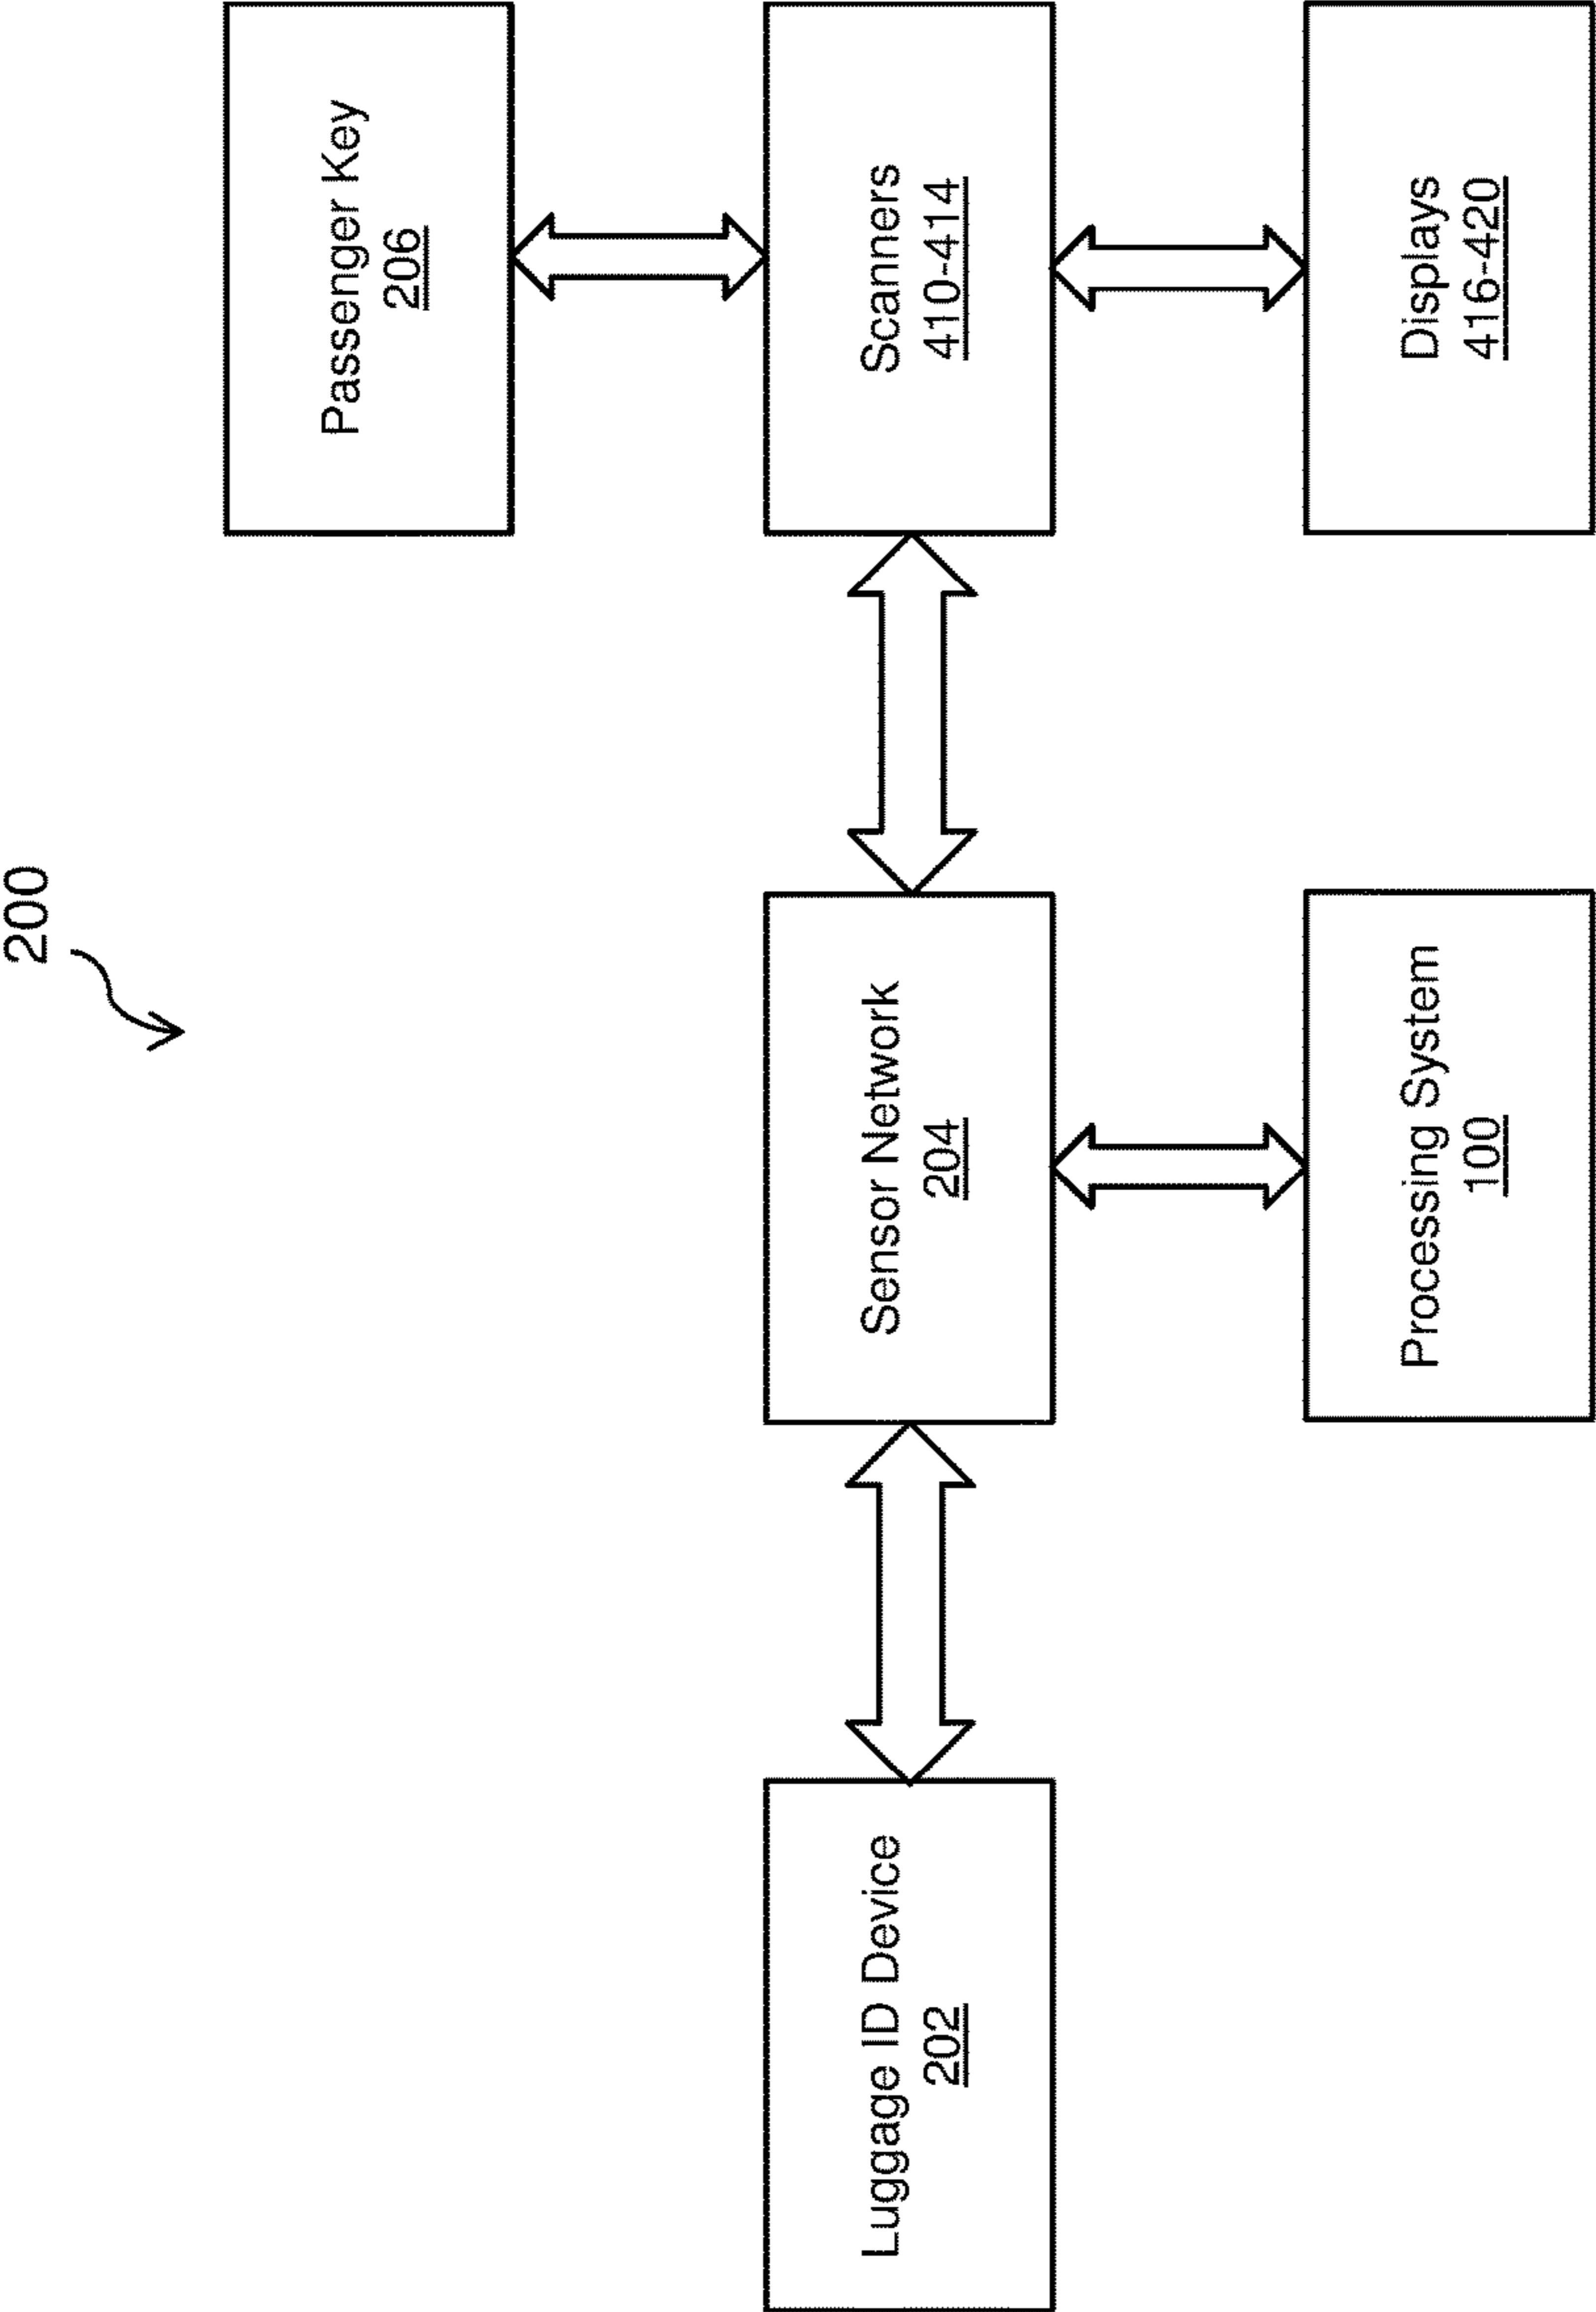 200
Passenger Key
206
Luggage ID Device
202
Sensor Network
204
Scanners
410-414
Processing System
100
Displays
416-420